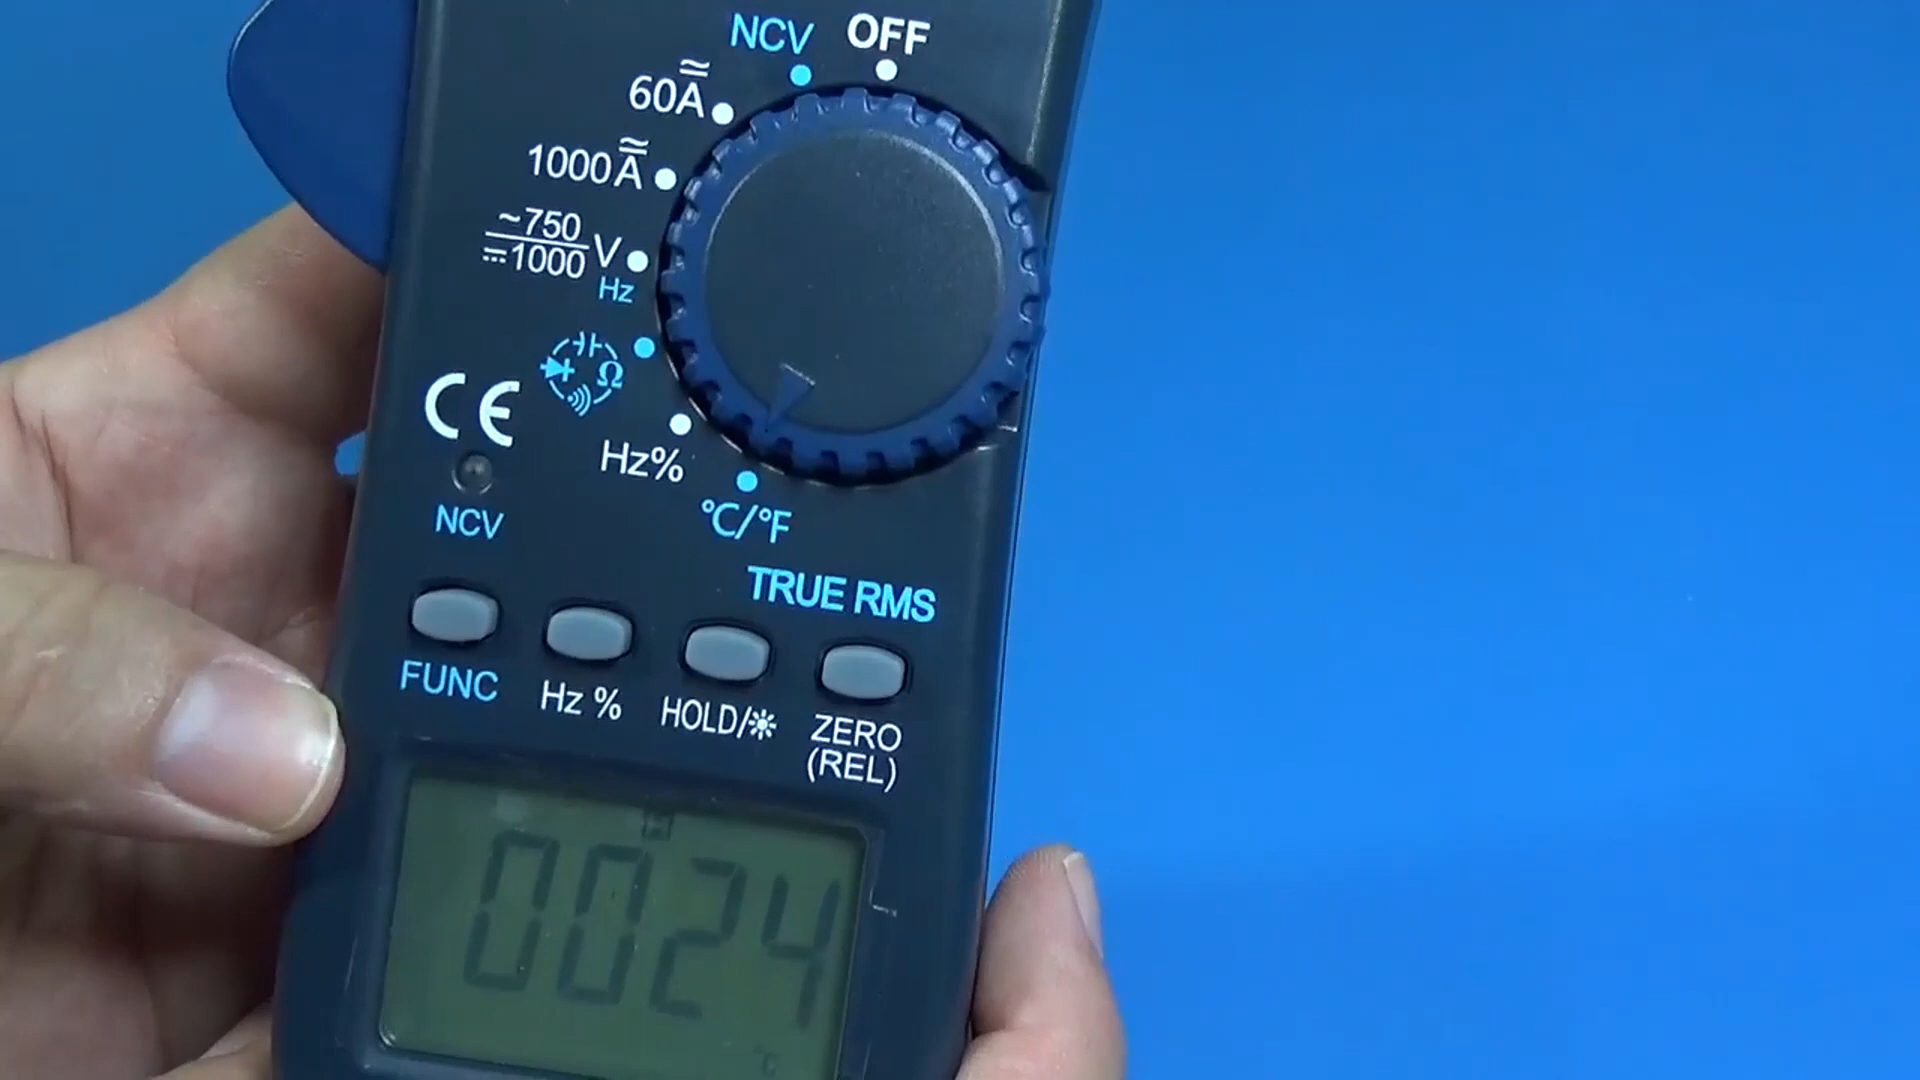 NCV OFF
60A
1000A
~750
⎓1000 V
Hz
Ω
CE
Hz%
NCV
°C/°F
TRUE RMS
FUNC
Hz %
HOLD/☀
ZERO
(REL)
0024
°C